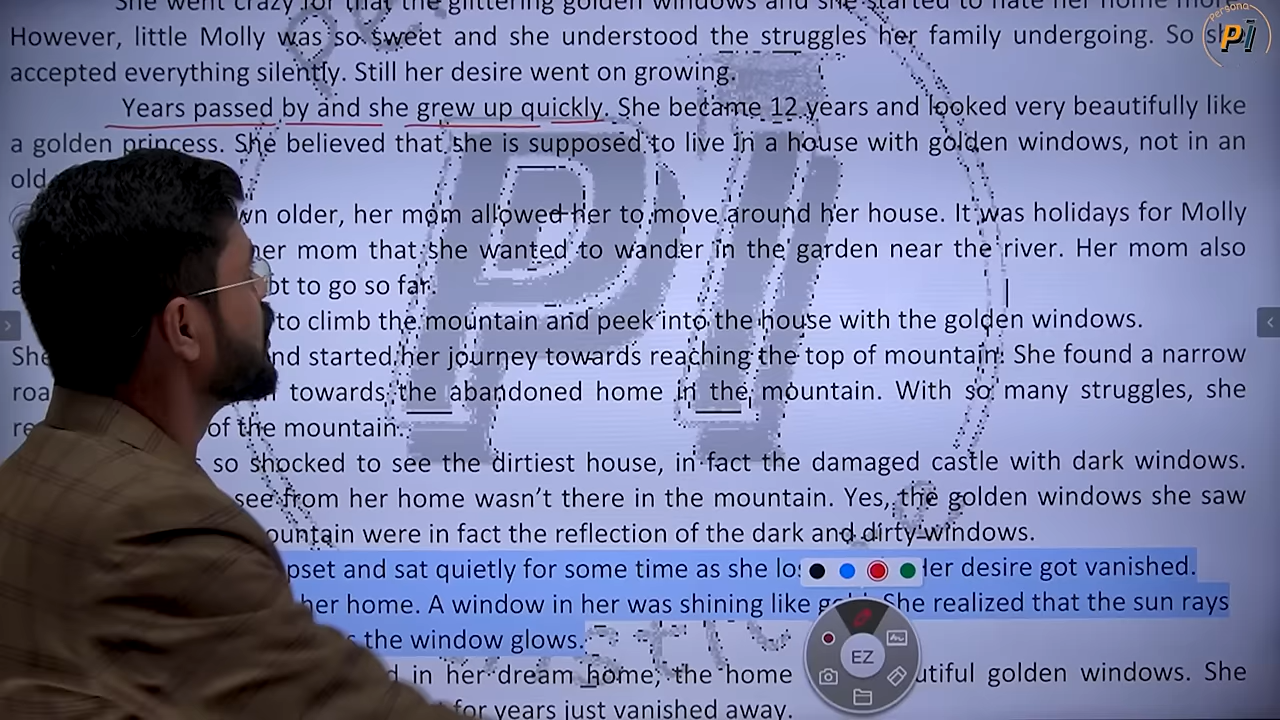 She went crazy for that the glittering golden windows and she started to hate her home more.
However, little Molly was so sweet and she understood the struggles her family undergoing. So she
accepted everything silently. Still her desire went on growing.
Years passed by and she grew up quickly. She became 12 years and looked very beautifully like
a golden princess. She believed that she is supposed to live in a house with golden windows, not in an
old
older, her mom allowed her to move around her house. It was holidays for Molly
her mom that she wanted to wander in the garden near the river. Her mom also
to go so far.
to climb the mountain and peek into the house with the golden windows.
She and started her journey towards reaching the top of mountain. She found a narrow
towards the abandoned home in the mountain. With so many struggles, she
of the mountain.
so shocked to see the dirtiest house, in fact the damaged castle with dark windows.
see from her home wasn't there in the mountain. Yes, the golden windows she saw
were in fact the reflection of the dark and dirty windows.
and sat quietly for some time as she desire got vanished.
her home. A window in her was shining like She realized that the sun rays
the window glows.
in her dream home; the home golden windows. She
for years just vanished away.
Persona
PI
EZ